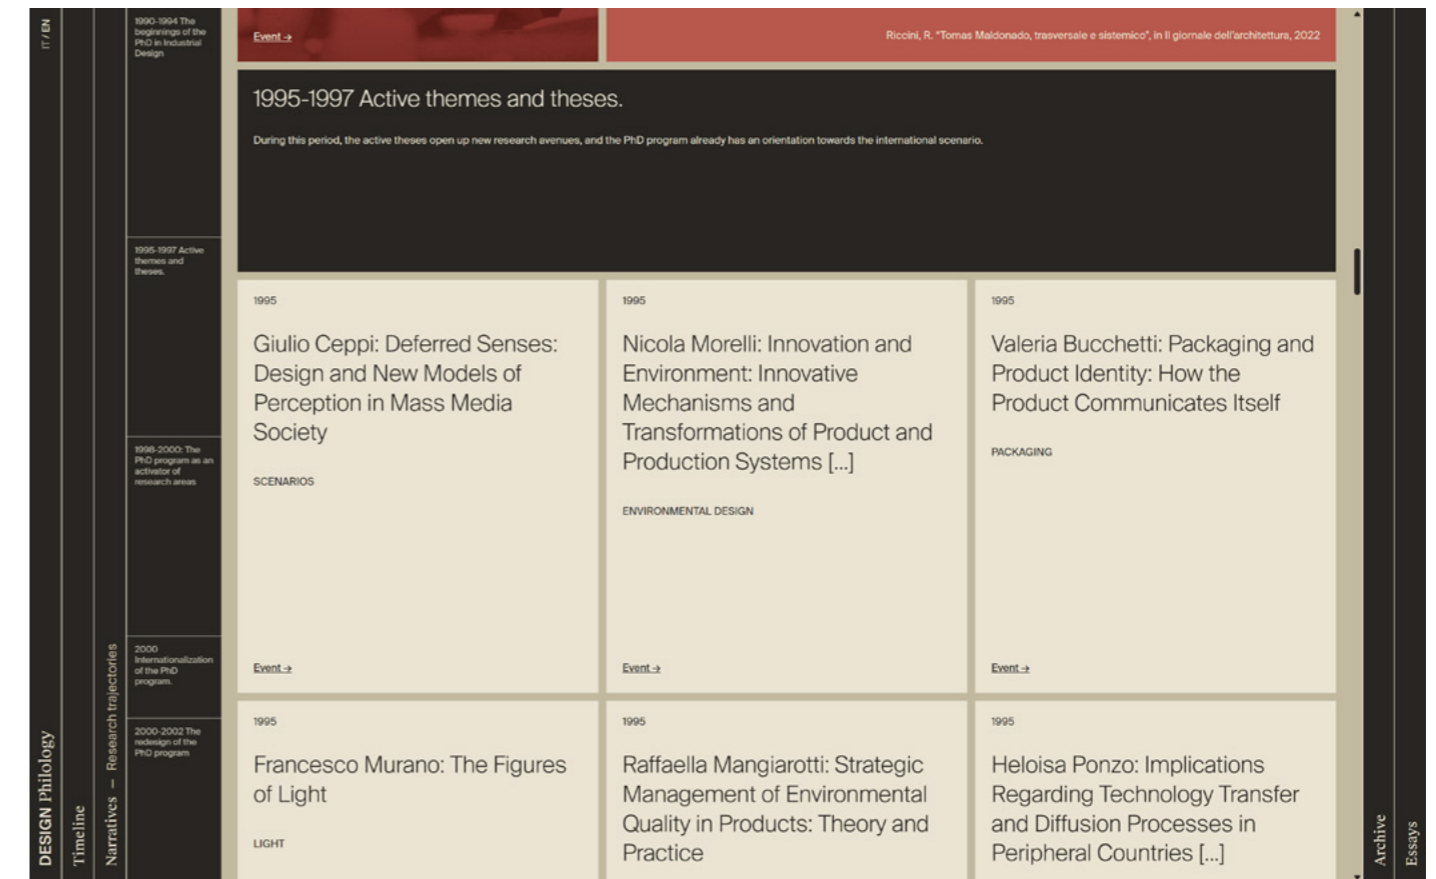 IT / EN
DESIGN Philology
Timeline
Narratives — Research trajectories
1990-1994 The
beginnings of the
PhD in Industrial
Design
1995-1997 Active
themes and
theses.
1998-2000: The
PhD program as an
activator of
research areas
2000
Internationalization
of the PhD
program.
2000-2002 The
redesign of the
PhD program
Event →
Riccini, R. "Tomas Maldonado, trasversale e sistemico", in Il giornale dell'architettura, 2022
1995-1997 Active themes and theses.
During this period, the active theses open up new research avenues, and the PhD program already has an orientation towards the international scenario.
1995
Giulio Ceppi: Deferred Senses:
Design and New Models of
Perception in Mass Media
Society
SCENARIOS
Event →
1995
Nicola Morelli: Innovation and
Environment: Innovative
Mechanisms and
Transformations of Product and
Production Systems [...]
ENVIRONMENTAL DESIGN
Event →
1995
Valeria Bucchetti: Packaging and
Product Identity: How the
Product Communicates Itself
PACKAGING
Event →
1995
Francesco Murano: The Figures
of Light
LIGHT
1995
Raffaella Mangiarotti: Strategic
Management of Environmental
Quality in Products: Theory and
Practice
1995
Heloisa Ponzo: Implications
Regarding Technology Transfer
and Diffusion Processes in
Peripheral Countries [...]
Archive
Essays